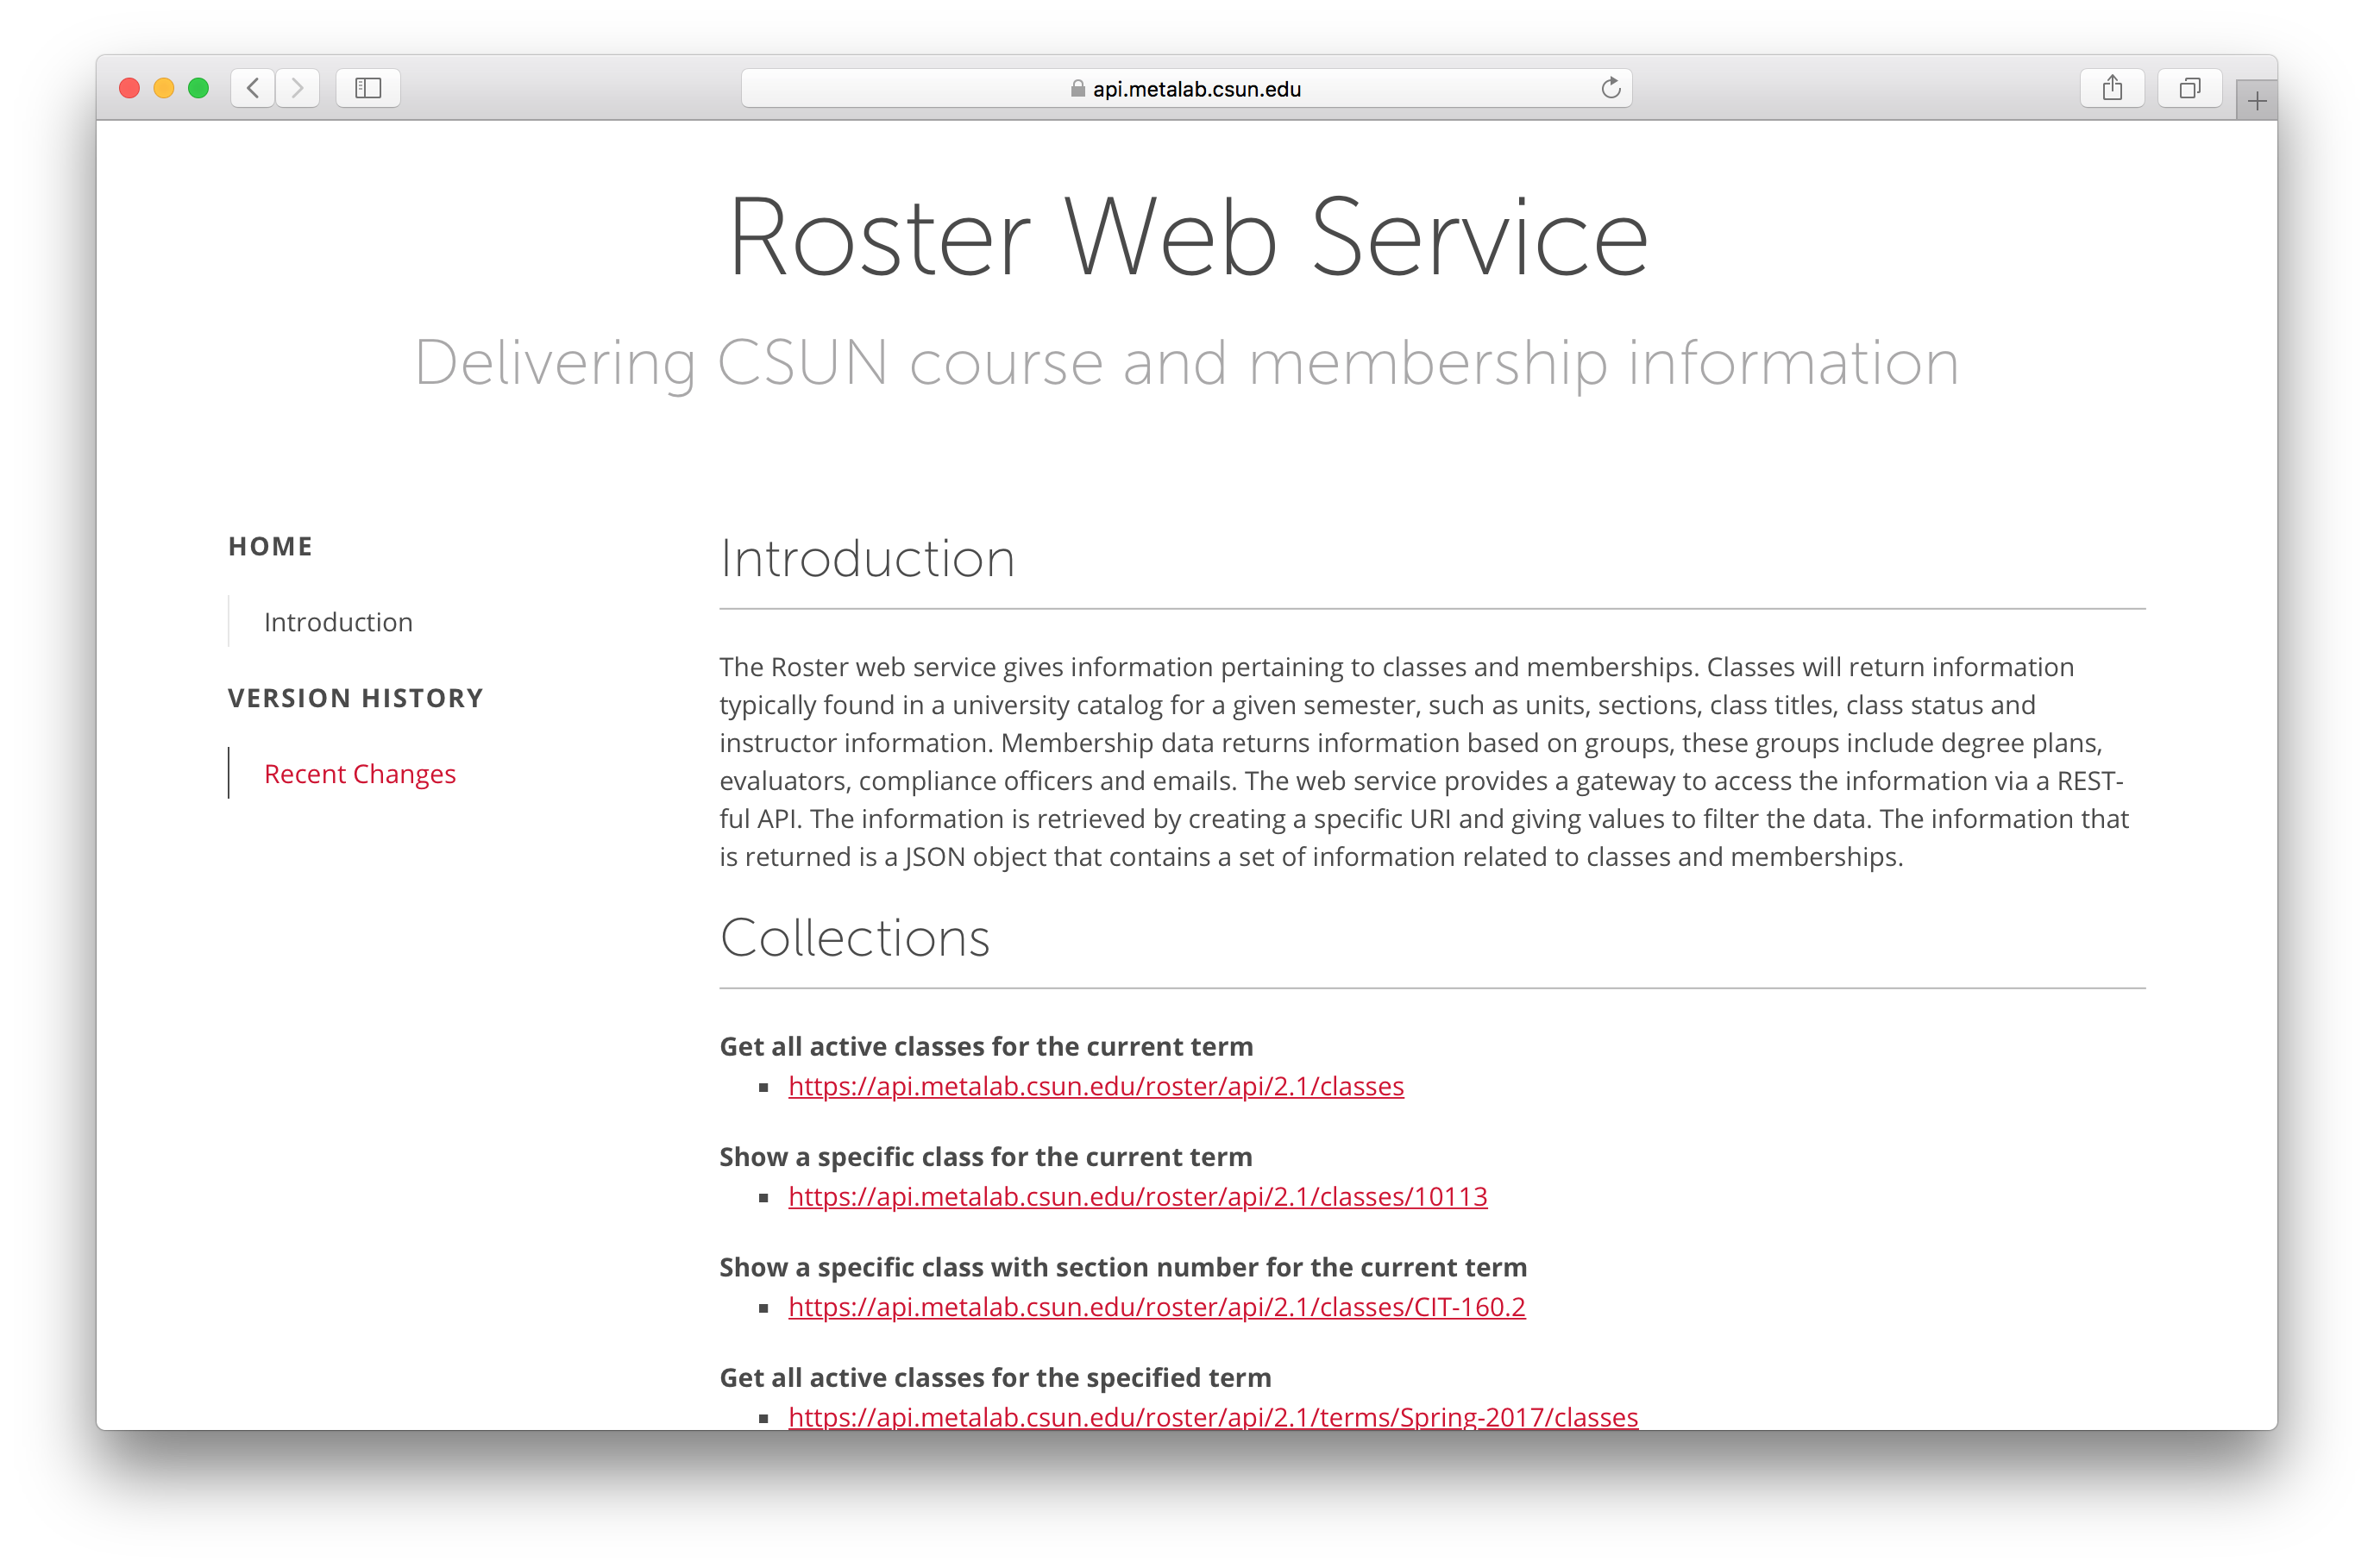 api.metalab.csun.edu
Roster Web Service
Delivering CSUN course and membership information
HOME
Introduction
VERSION HISTORY
Recent Changes
Introduction
The Roster web service gives information pertaining to classes and memberships. Classes will return information
typically found in a university catalog for a given semester, such as units, sections, class titles, class status and
instructor information. Membership data returns information based on groups, these groups include degree plans,
evaluators, compliance officers and emails. The web service provides a gateway to access the information via a REST-
ful API. The information is retrieved by creating a specific URI and giving values to filter the data. The information that
is returned is a JSON object that contains a set of information related to classes and memberships.
Collections
Get all active classes for the current term
https://api.metalab.csun.edu/roster/api/2.1/classes
Show a specific class for the current term
https://api.metalab.csun.edu/roster/api/2.1/classes/10113
Show a specific class with section number for the current term
https://api.metalab.csun.edu/roster/api/2.1/classes/CIT-160.2
Get all active classes for the specified term
https://api.metalab.csun.edu/roster/api/2.1/terms/Spring-2017/classes